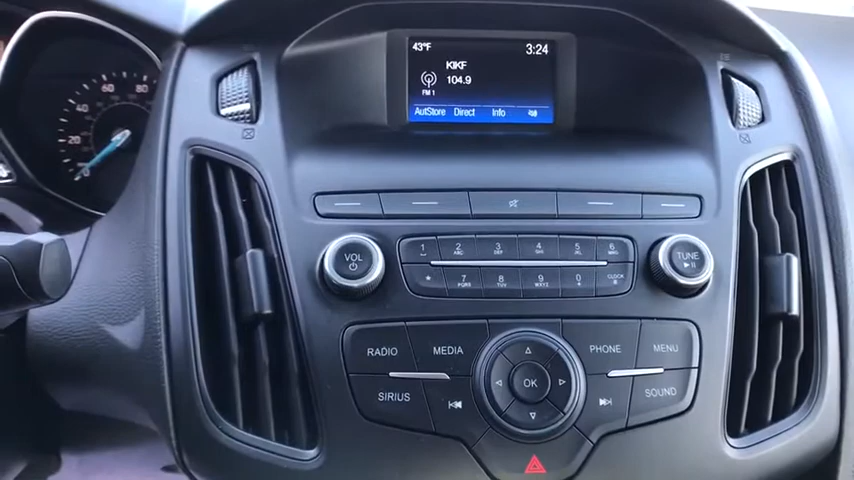 43°F
3:24
KIKF
104.9
FM 1
AutStore Direct Info
20 40 60 80
VOL
1 2 ABC 3 DEF 4 GHI 5 JKL 6 MNO
* 7 PQRS 8 TUV 9 WXYZ 0 + # CLOCK
TUNE
RADIO MEDIA PHONE MENU
SIRIUS SOUND
OK